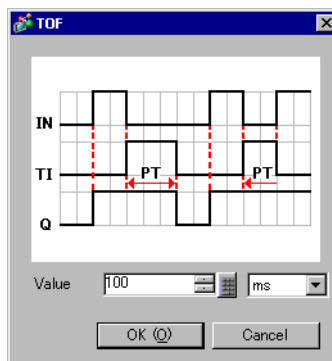 TOF
IN
TI
PT
PT
Q
Value 100 ms
OK (O) Cancel